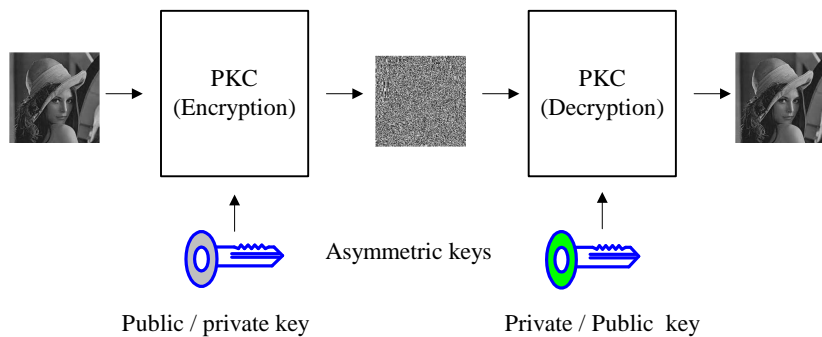 PKC
(Encryption)
PKC
(Decryption)
Asymmetric keys
Public / private key
Private / Public key